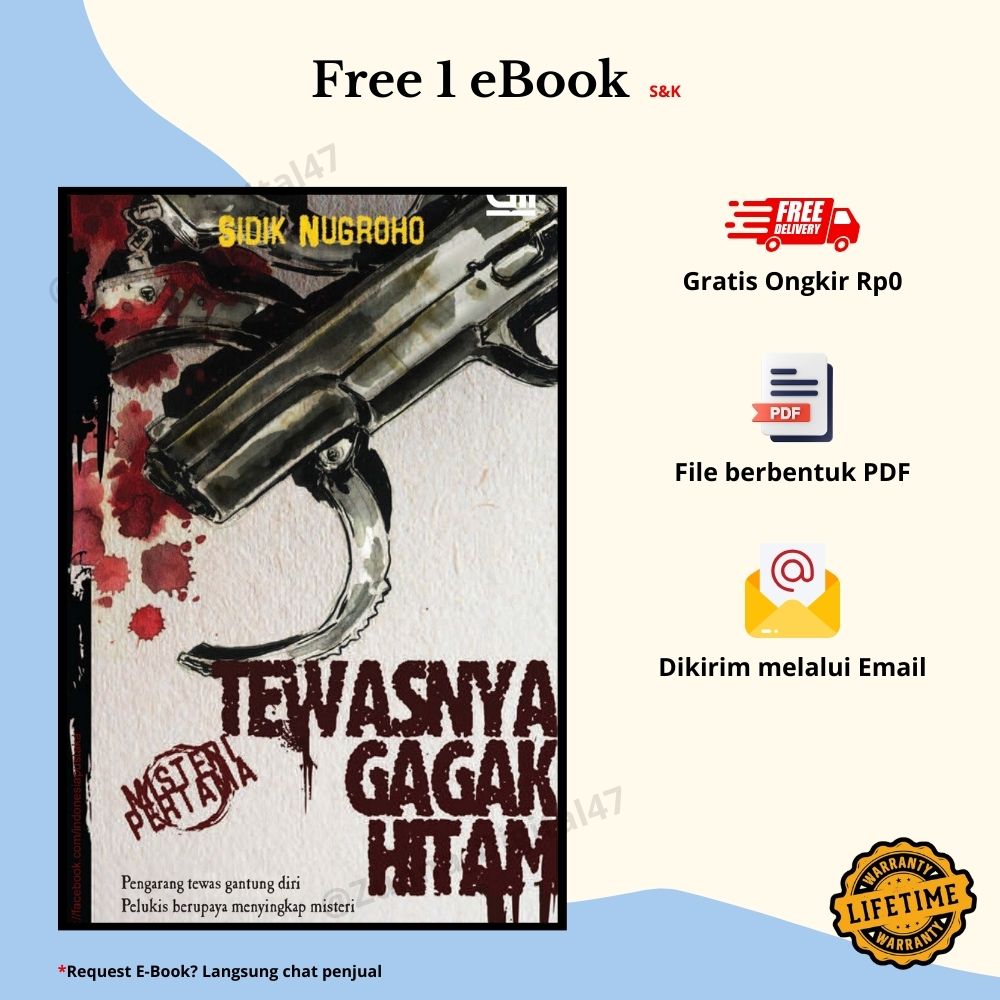 Free 1 eBook S&K
SIDIK NUGROHO
FREE
DELIVERY
Gratis Ongkir Rp0
PDF
File berbentuk PDF
Dikirim melalui Email
TEWASNYA
GAGAK
HITAM
MISTERI
PERTAMA
Pengarang tewas gantung diri
Pelukis berupaya menyingkap misteri
WARRANTY
LIFETIME
WARRANTY
*Request E-Book? Langsung chat penjual